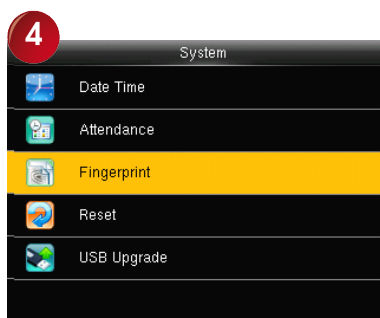 4
System
Date Time
Attendance
Fingerprint
Reset
USB Upgrade